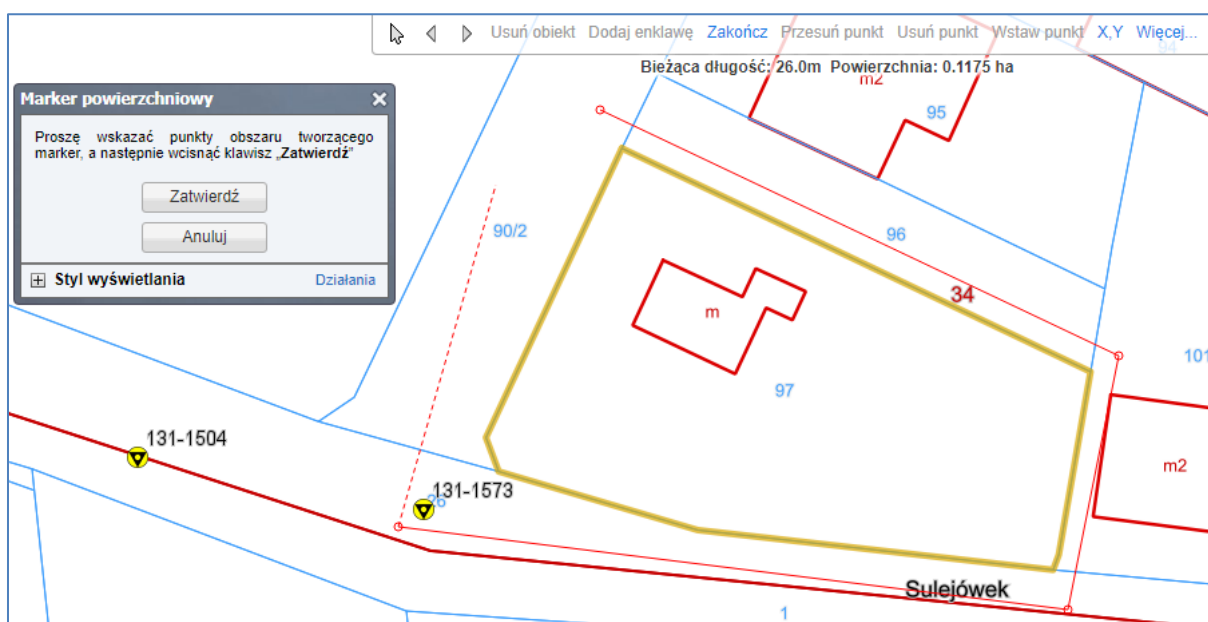 Usuń obiekt Dodaj enklawę Zakończ Przesuń punkt Usuń punkt Wstaw punkt X,Y Więcej...
94
Bieżąca długość: 26.0m Powierzchnia: 0.1175 ha
m2
Marker powierzchniowy
Proszę wskazać punkty obszaru tworzącego
marker, a następnie wcisnąć klawisz „Zatwierdź"
Zatwierdź
Anuluj
Styl wyświetlania Działania
95
90/2
96
34
m
97
101
131-1504
m2
131-1573
26
Sulejówek
1